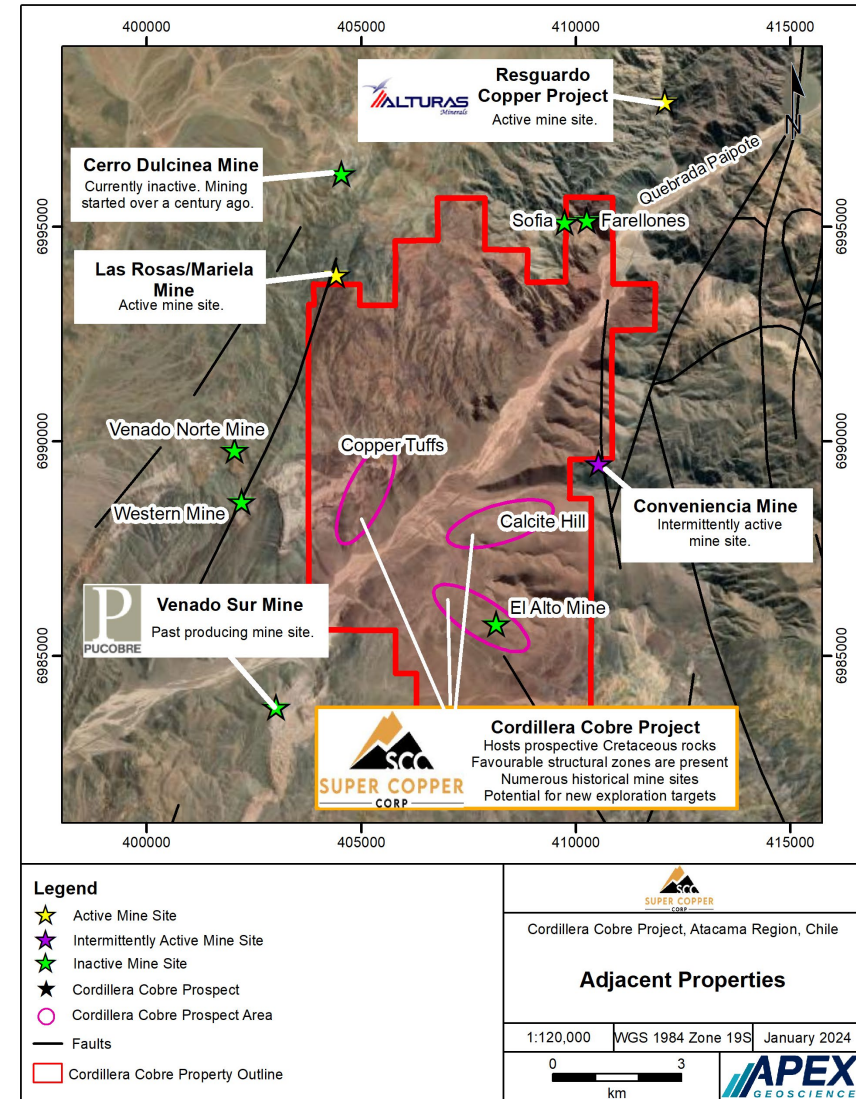 400000
405000
410000
415000
Resguardo
Copper Project
Active mine site.
ALTURAS
Minerals
N
Cerro Dulcinea Mine
Currently inactive. Mining
started over a century ago.
Quebrada Paipote
6995000
6995000
Sofia
Farellones
Las Rosas/Mariela
Mine
Active mine site.
Venado Norte Mine
Copper Tuffs
6990000
6990000
Western Mine
Calcite Hill
Conveniencia Mine
Intermittently active
mine site.
P
PUCOBRE
Venado Sur Mine
Past producing mine site.
El Alto Mine
6985000
6985000
SCC
SUPER COPPER
CORP
Cordillera Cobre Project
Hosts prospective Cretaceous rocks
Favourable structural zones are present
Numerous historical mine sites
Potential for new exploration targets
400000
405000
410000
415000
Legend
Active Mine Site
Intermittently Active Mine Site
Inactive Mine Site
Cordillera Cobre Prospect
Cordillera Cobre Prospect Area
Faults
Cordillera Cobre Property Outline
SCC
SUPER COPPER
CORP
Cordillera Cobre Project, Atacama Region, Chile
Adjacent Properties
1:120,000
WGS 1984 Zone 19S
January 2024
0
3
km
APEX
GEOSCIENCE